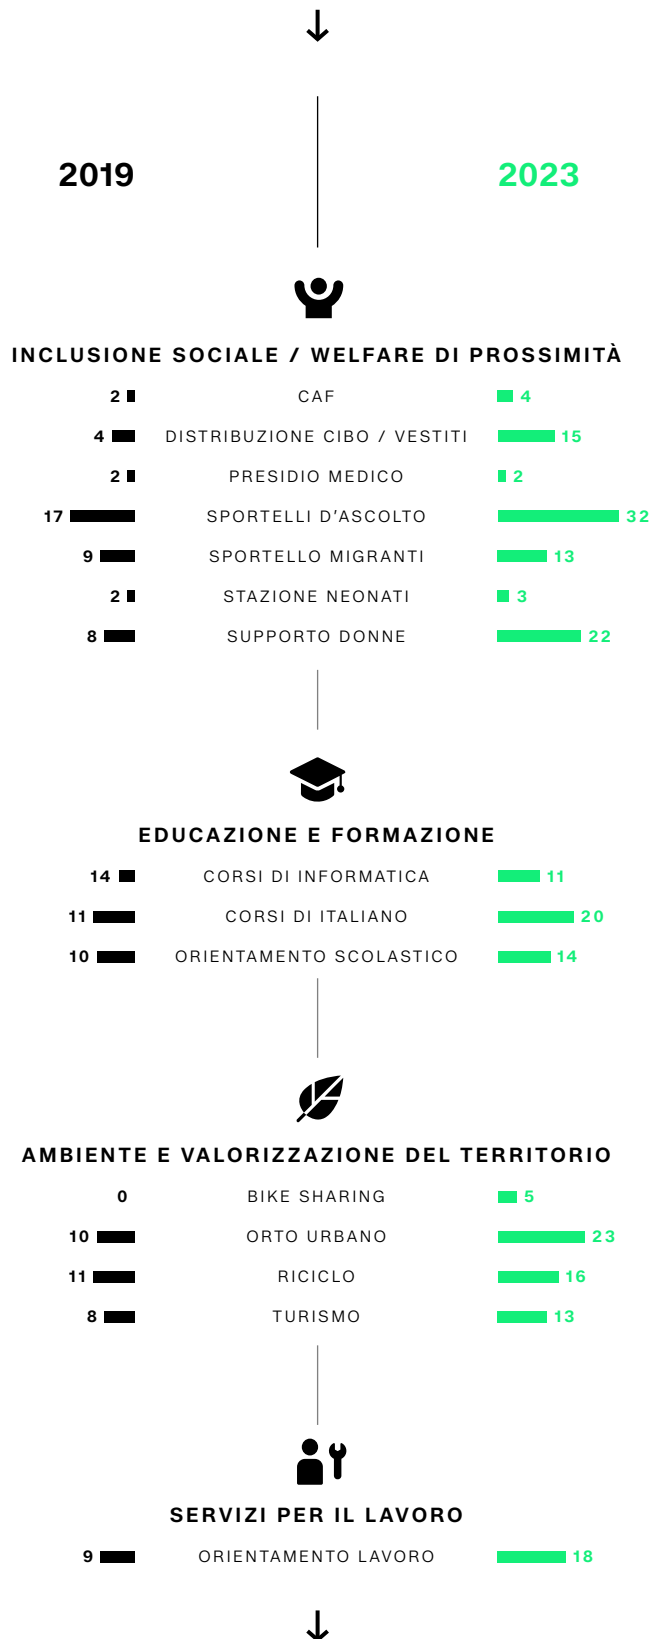 2019 2023
INCLUSIONE SOCIALE / WELFARE DI PROSSIMITÀ
2 CAF 4
4 DISTRIBUZIONE CIBO / VESTITI 15
2 PRESIDIO MEDICO 2
17 SPORTELLI D'ASCOLTO 32
9 SPORTELLO MIGRANTI 13
2 STAZIONE NEONATI 3
8 SUPPORTO DONNE 22
EDUCAZIONE E FORMAZIONE
14 CORSI DI INFORMATICA 11
11 CORSI DI ITALIANO 20
10 ORIENTAMENTO SCOLASTICO 14
AMBIENTE E VALORIZZAZIONE DEL TERRITORIO
0 BIKE SHARING 5
10 ORTO URBANO 23
11 RICICLO 16
8 TURISMO 13
SERVIZI PER IL LAVORO
9 ORIENTAMENTO LAVORO 18